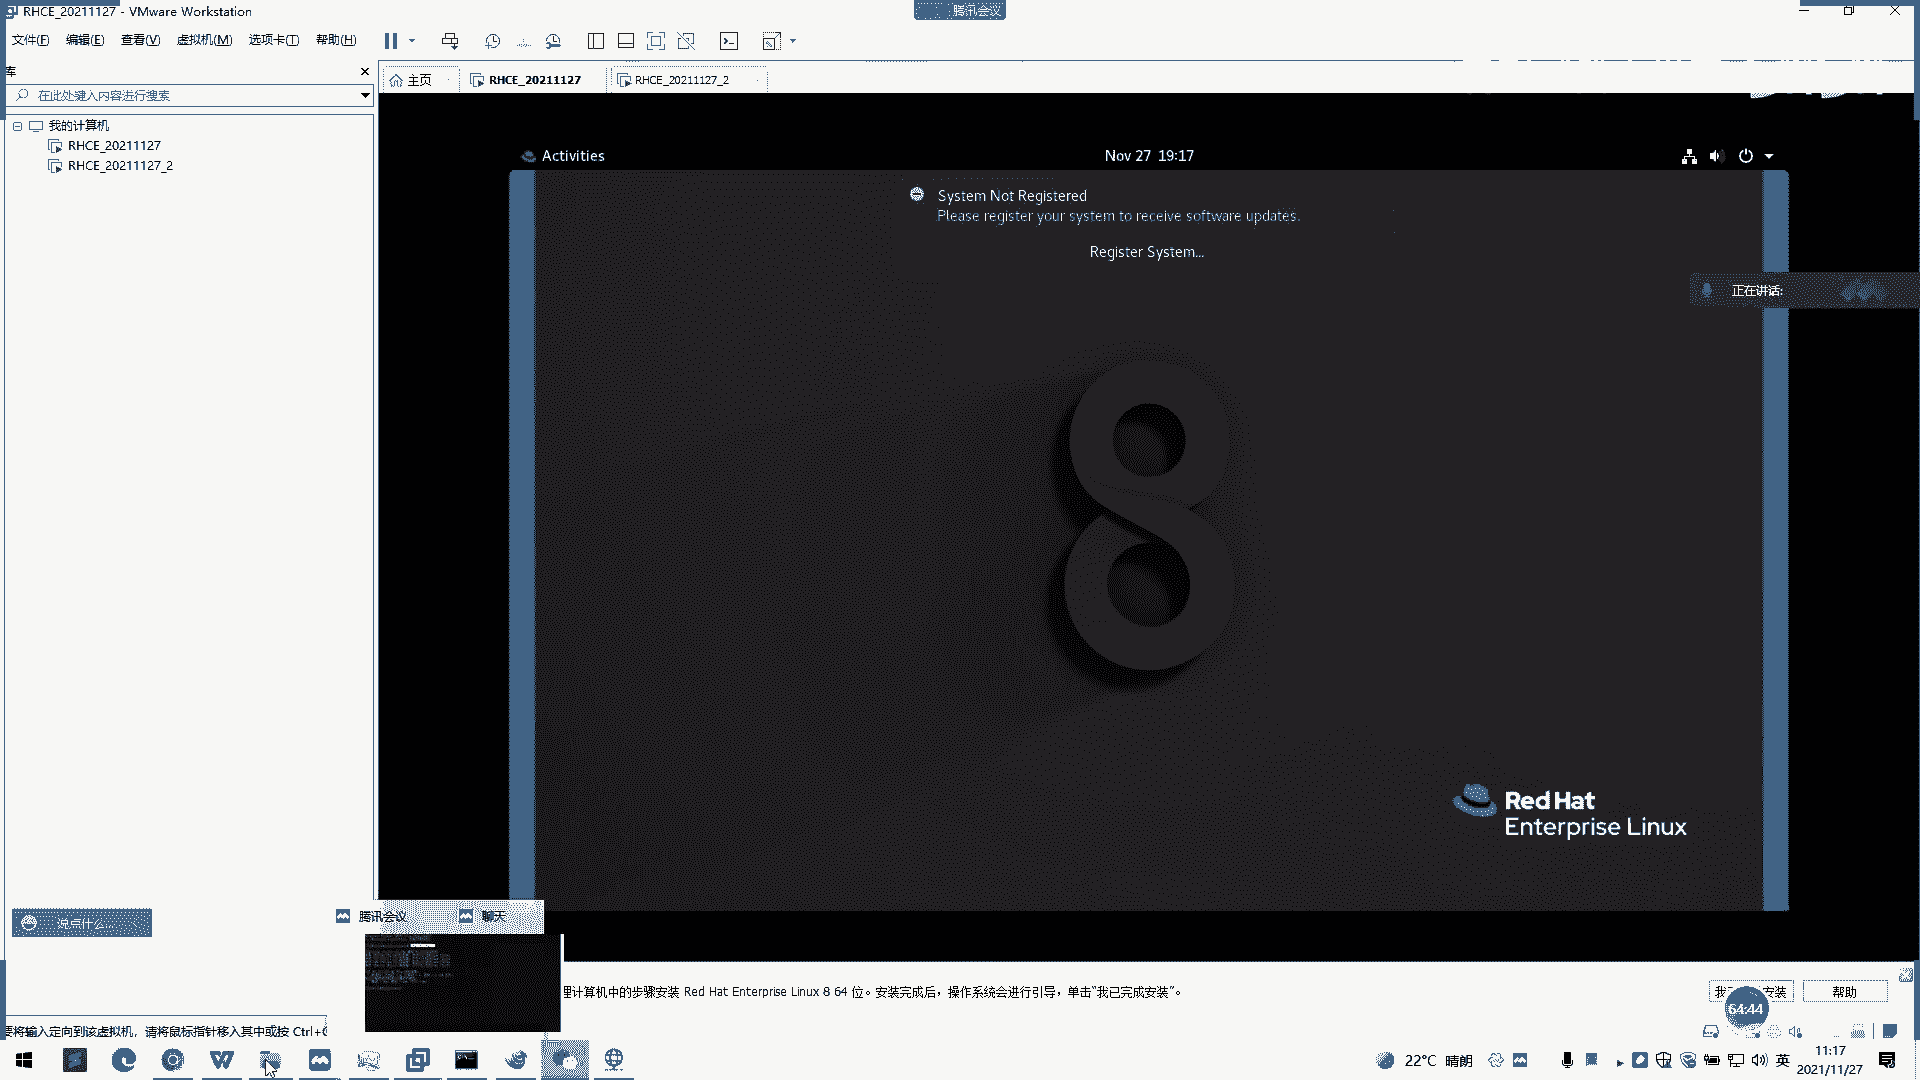 RHCE_20211127 - VMware Workstation
腾讯会议
文件(F) 编辑(E) 查看(V) 虚拟机(M) 选项卡(T) 帮助(H)
库
在此处键入内容进行搜索
主页
RHCE_20211127
RHCE_20211127_2
我的计算机
RHCE_20211127
RHCE_20211127_2
Activities
Nov 27 19:17
System Not Registered
Please register your system to receive software updates.
Register System...
正在讲话:
8
Red Hat
Enterprise Linux
说点什么...
腾讯会议
聊天
理计算机中的步骤安装 Red Hat Enterprise Linux 8 64 位。安装完成后，操作系统会进行引导，单击“我已完成安装”。
安装
帮助
64:44
要将输入定向到该虚拟机，请将鼠标指针移入其中或按 Ctrl+
22°C 晴朗
英
11:17
2021/11/27